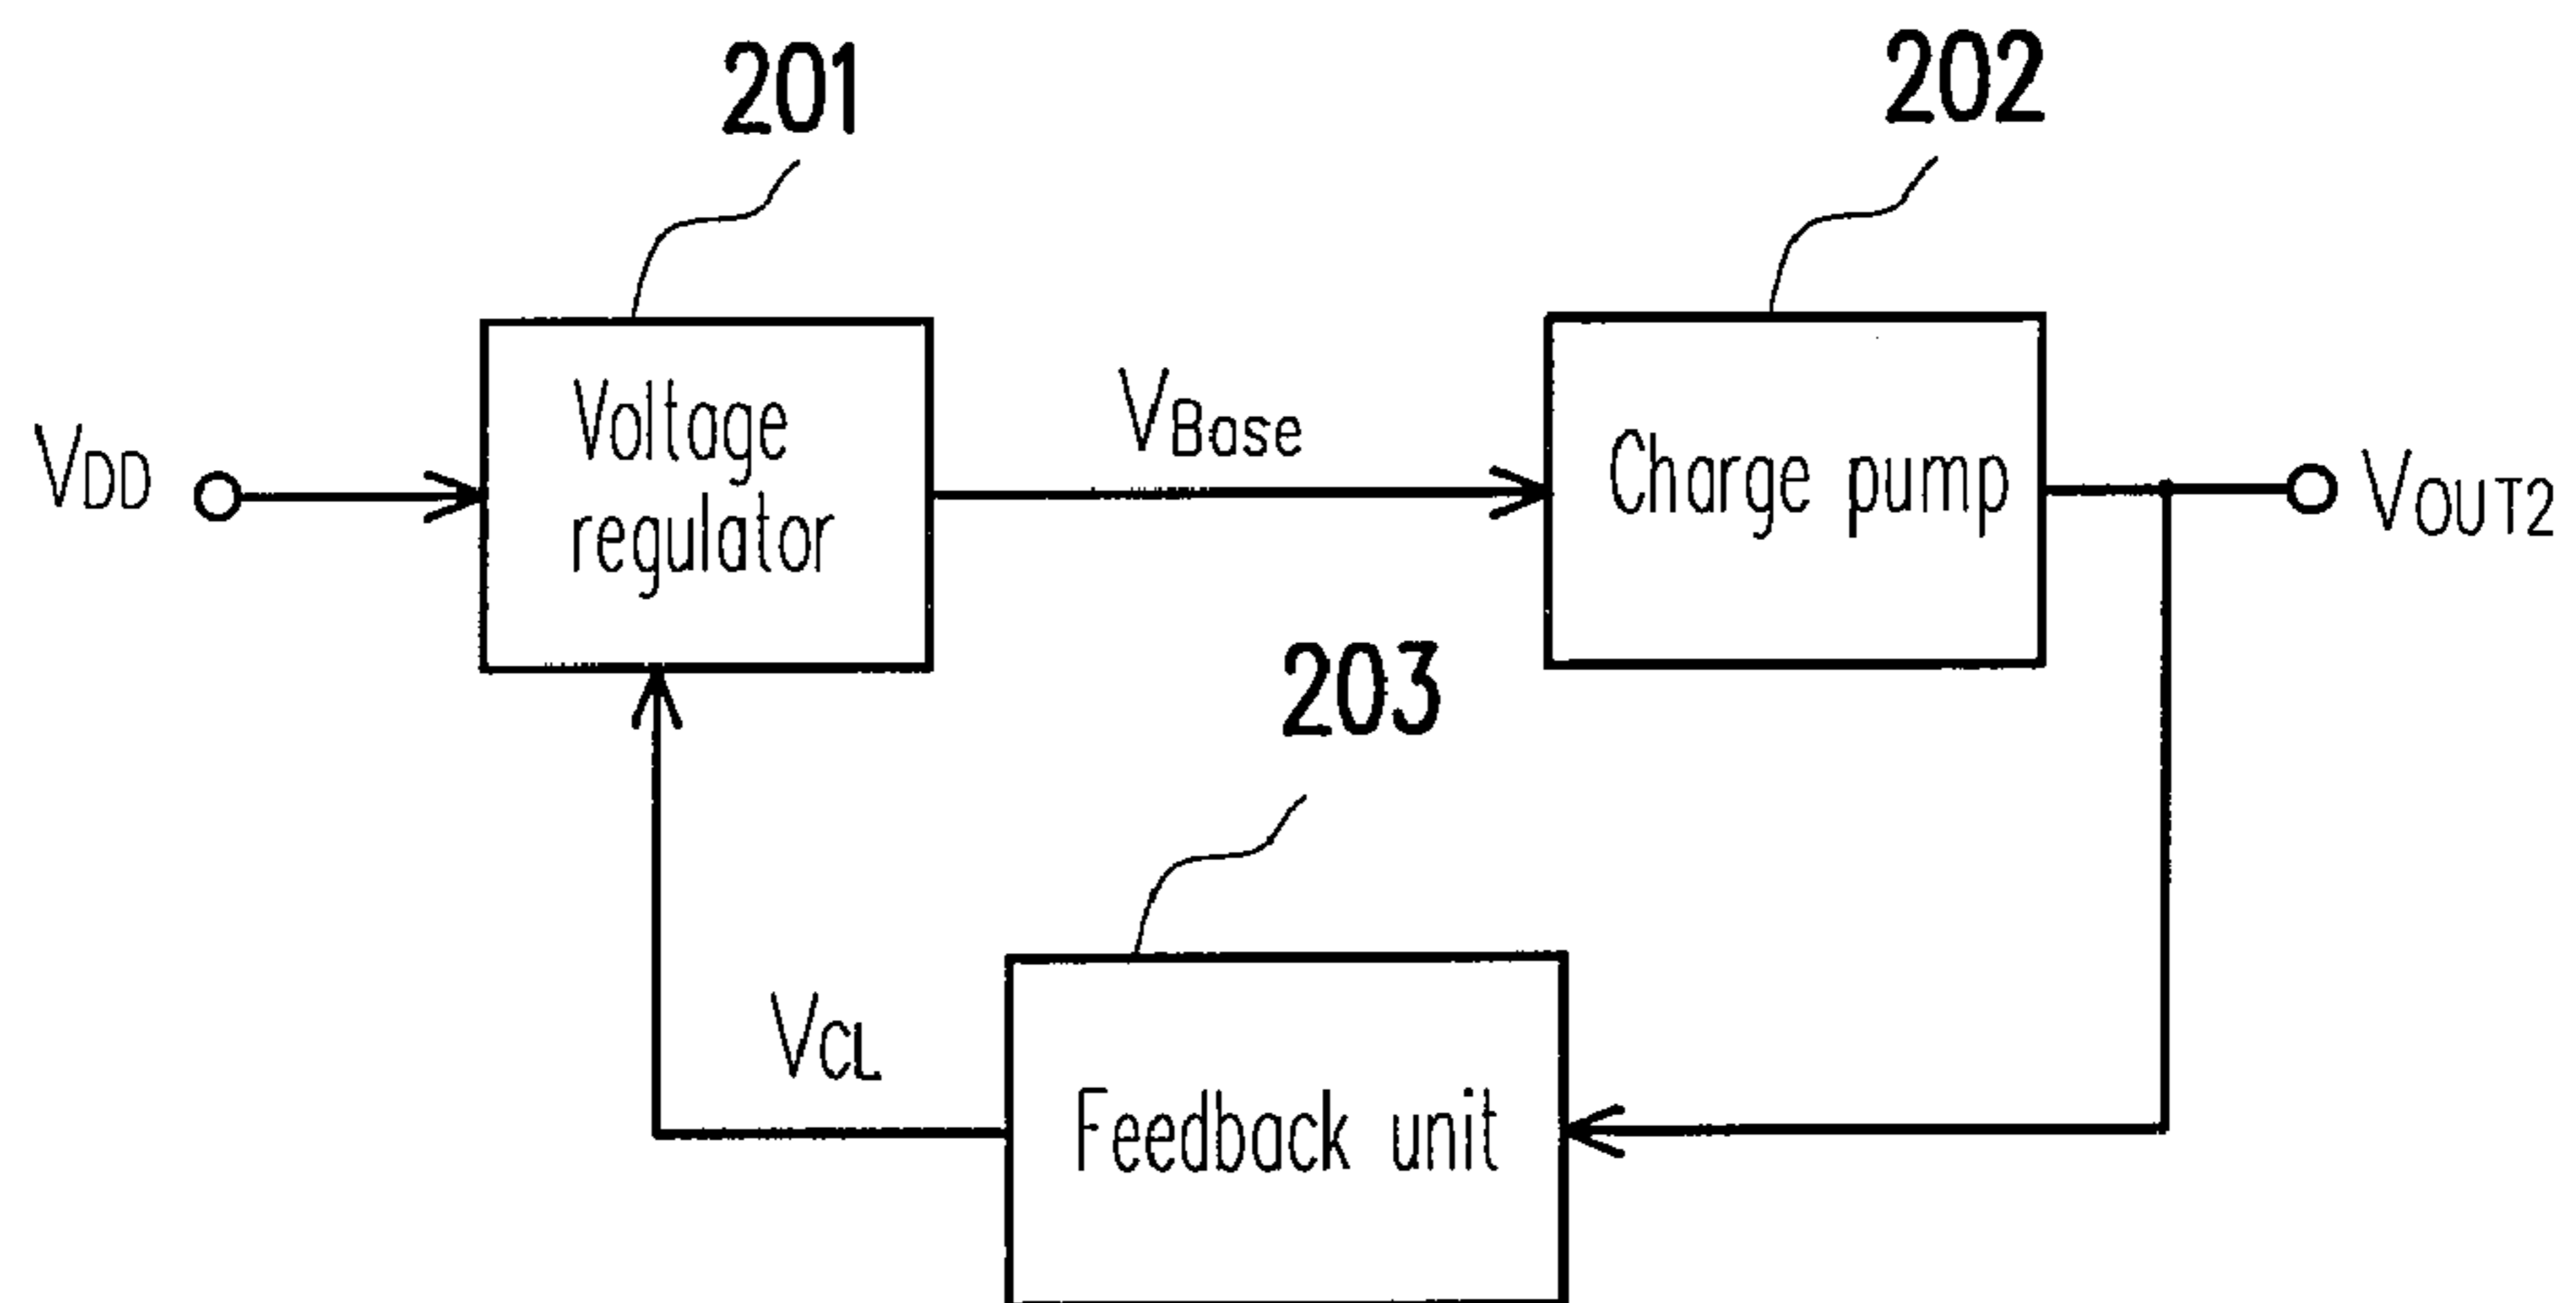 201
202
Voltage
regulator
VDD
VBase
Charge pump
VOUT2
203
VCL
Feedback unit